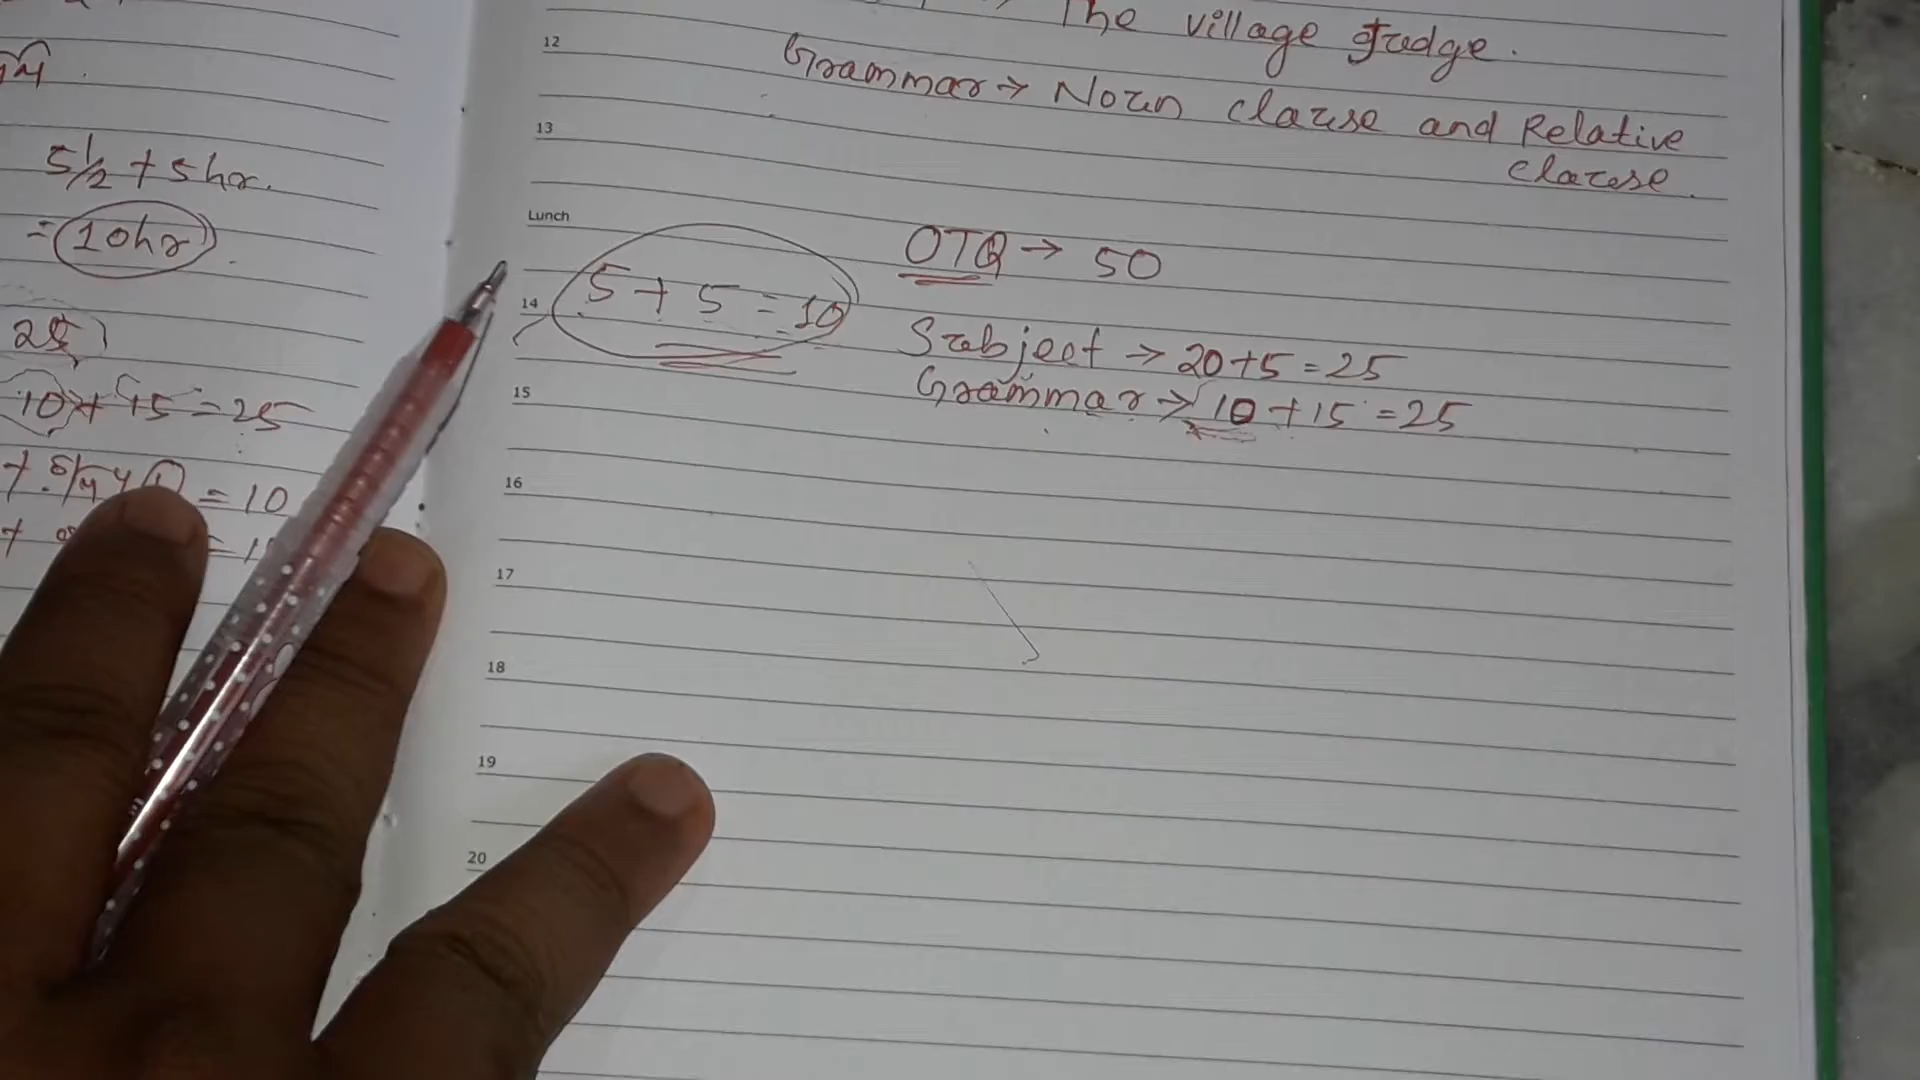 5½ + 5hr.
= 10hr
25
10 + 15 = 25
= 10
The village Judge.
12
Grammar → Noun clause and Relative
clause.
13
Lunch
OTQ → 50
5 + 5 = 10
14
Subject → 20+5 = 25
Grammar → 10 + 15 = 25
15
16
17
18
19
20